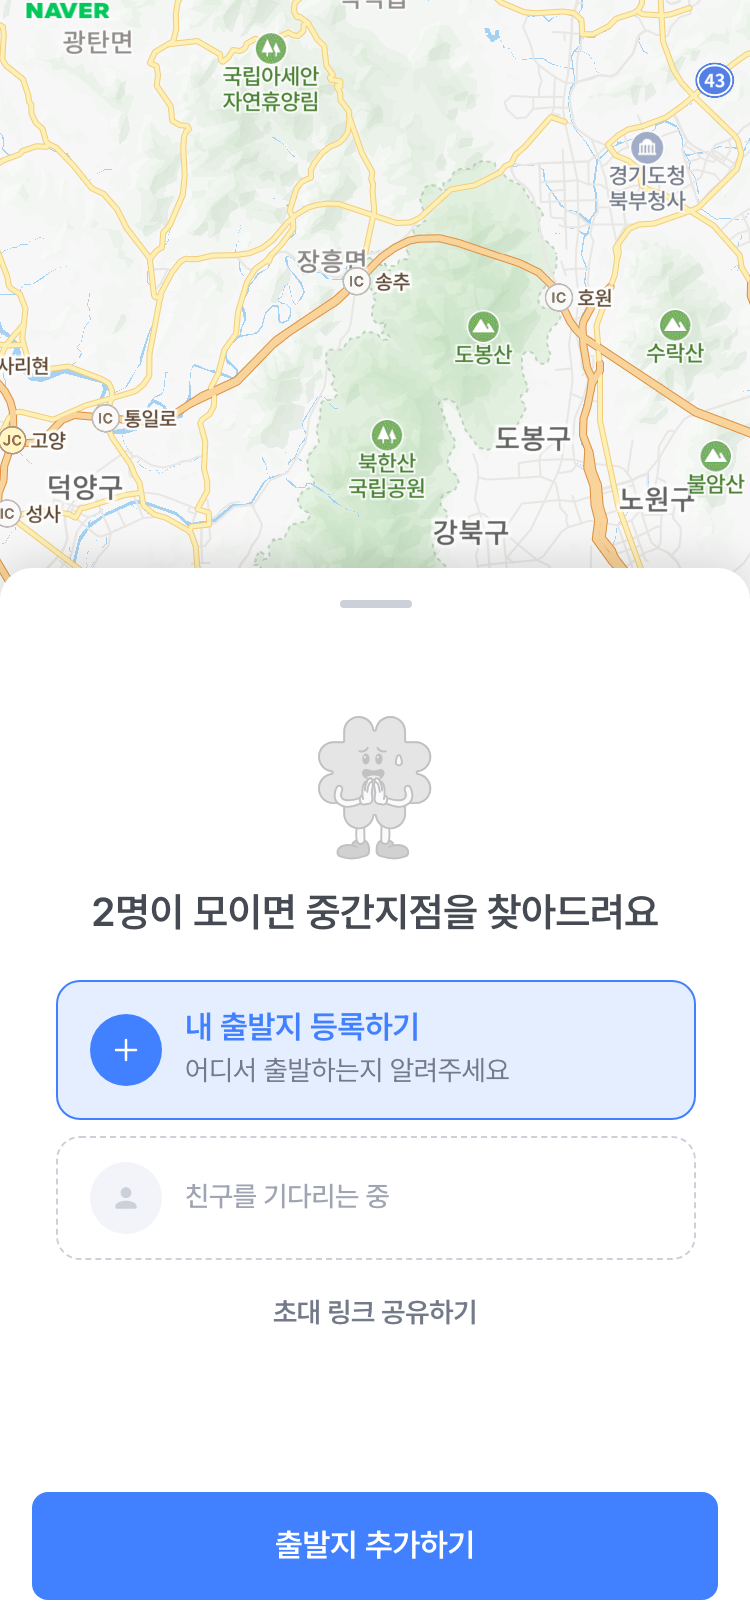 NAVER
광탄면
국립아세안
자연휴양림
43
경기도청
북부청사
장흥면
IC 송추
IC 호원
도봉산
수락산
사리현
IC 통일로
JC 고양
북한산
국립공원
도봉구
불암산
덕양구
노원구
IC 성사
강북구
2명이 모이면 중간지점을 찾아드려요
내 출발지 등록하기
어디서 출발하는지 알려주세요
친구를 기다리는 중
초대 링크 공유하기
출발지 추가하기